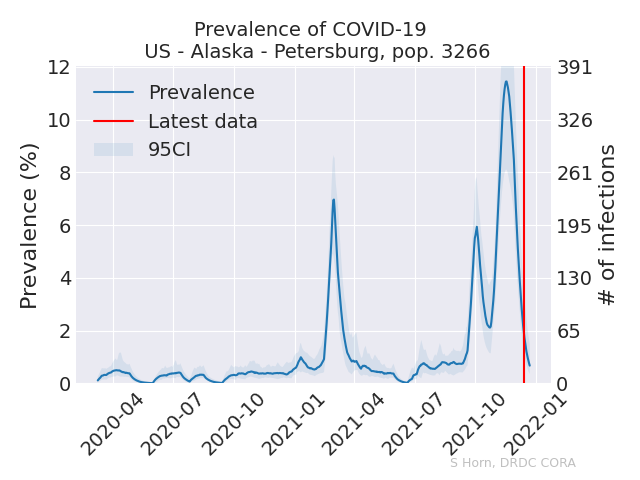 Prevalence of COVID-19
US - Alaska - Petersburg, pop. 3266
Prevalence
Latest data
95CI
Prevalence (%)
12
10
8
6
4
2
0
391
326
261
195
130
65
0
# of infections
2020-04
2020-07
2020-10
2021-01
2021-04
2021-07
2021-10
2022-01
S Horn, DRDC CORA